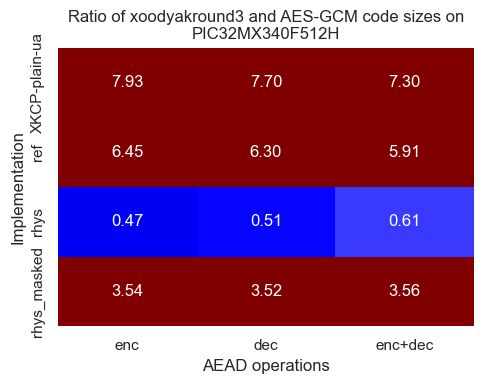 Ratio of xoodyakround3 and AES-GCM code sizes on
PIC32MX340F512H
Implementation
XKCP-plain-ua
7.93 7.70 7.30
ref
6.45 6.30 5.91
rhys
0.47 0.51 0.61
rhys_masked
3.54 3.52 3.56
enc dec enc+dec
AEAD operations